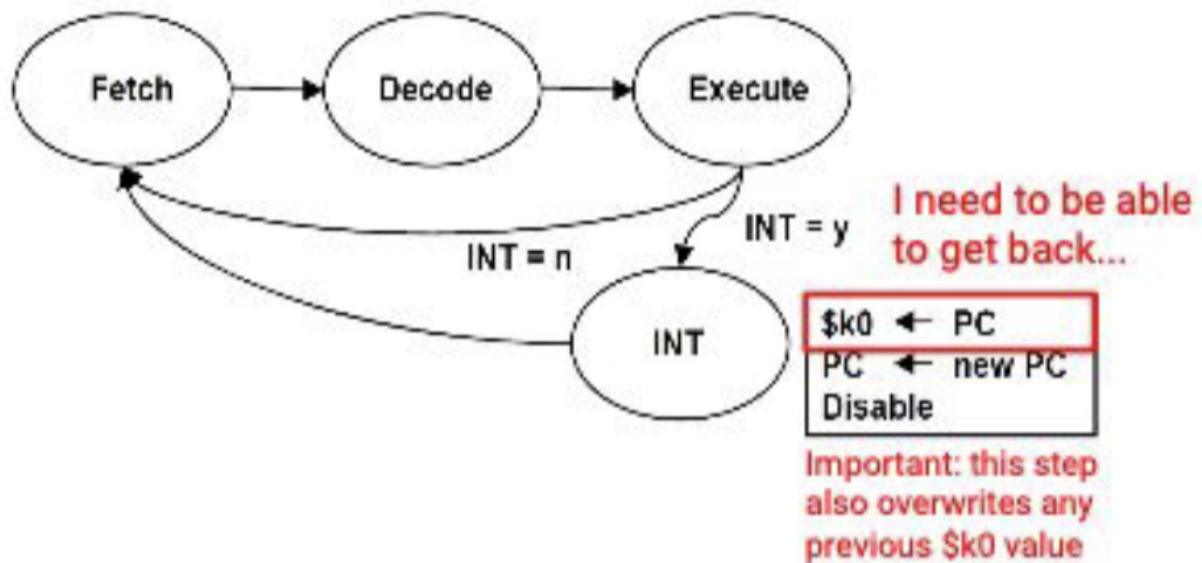 Fetch
Decode
Execute
INT = n
INT = y
I need to be able
to get back...
INT
$k0 ← PC
PC ← new PC
Disable
Important: this step
also overwrites any
previous $k0 value